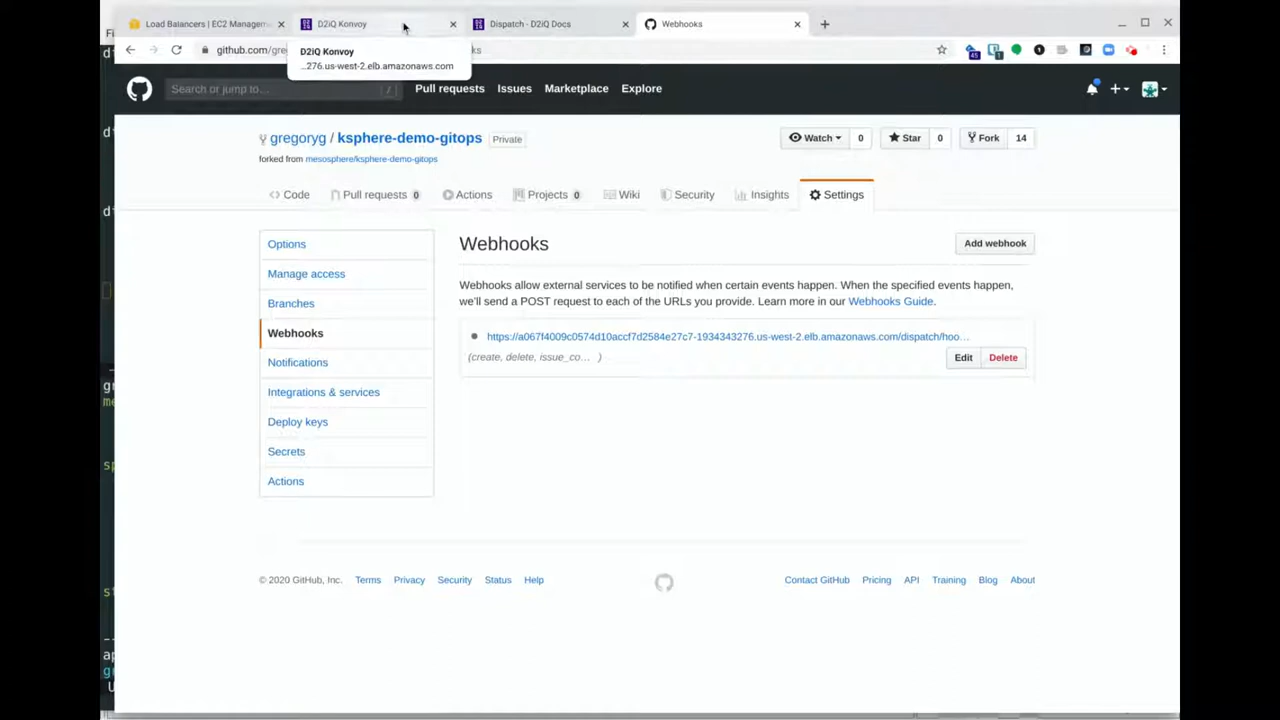 Load Balancers | EC2 Managem
D2iQ Konvoy
Dispatch - D2iQ Docs
Webhooks
github.com/gre
ks
D2iQ Konvoy
...276.us-west-2.elb.amazonaws.com
45
1
Search or jump to...
/
Pull requests
Issues
Marketplace
Explore
gregoryg / ksphere-demo-gitops
Private
forked from mesosphere/ksphere-demo-gitops
Watch
0
Star
0
Fork
14
Code
Pull requests 0
Actions
Projects 0
Wiki
Security
Insights
Settings
Options
Manage access
Branches
Webhooks
Notifications
Integrations & services
Deploy keys
Secrets
Actions
Webhooks
Add webhook
Webhooks allow external services to be notified when certain events happen. When the specified events happen,
we'll send a POST request to each of the URLs you provide. Learn more in our Webhooks Guide.
https://a067f4009c0574d10accf7d2584e27c7-1934343276.us-west-2.elb.amazonaws.com/dispatch/hoo…
(create, delete, issue_co… )
Edit
Delete
© 2020 GitHub, Inc.
Terms
Privacy
Security
Status
Help
Contact GitHub
Pricing
API
Training
Blog
About